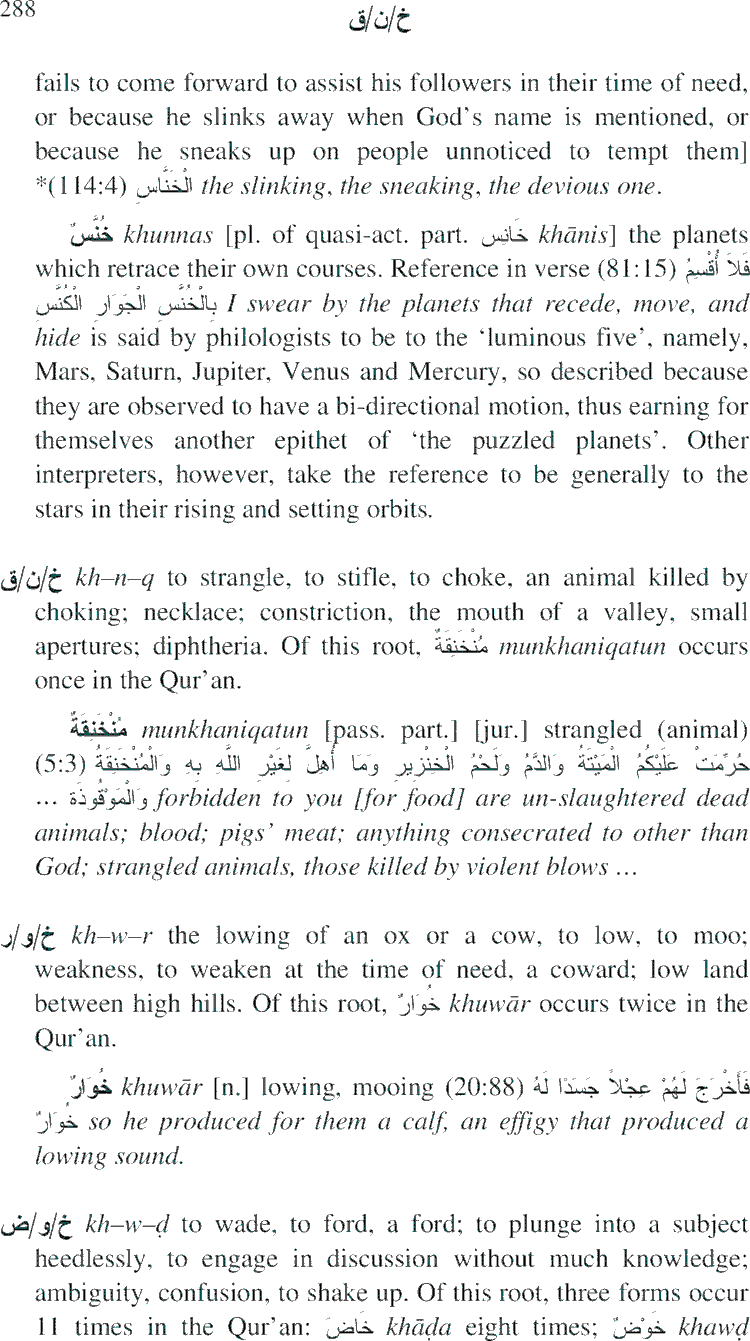 288
خ/ن/ق
fails to come forward to assist his followers in their time of need,
or because he slinks away when God’s name is mentioned, or
because he sneaks up on people unnoticed to tempt them]
*(114:4) الْخَنَّاسِ the slinking, the sneaking, the devious one.
خُنَّسٌ khunnas [pl. of quasi-act. part. خَانِس khānis] the planets
which retrace their own courses. Reference in verse (81:15) فَلاَ أُقْسِمُ
بِالْخُنَّسِ الْجَوَارِ الْكُنَّسِ I swear by the planets that recede, move, and
hide is said by philologists to be to the ‘luminous five’, namely,
Mars, Saturn, Jupiter, Venus and Mercury, so described because
they are observed to have a bi-directional motion, thus earning for
themselves another epithet of ‘the puzzled planets’. Other
interpreters, however, take the reference to be generally to the
stars in their rising and setting orbits.
خ/ن/ق kh–n–q to strangle, to stifle, to choke, an animal killed by
choking; necklace; constriction, the mouth of a valley, small
apertures; diphtheria. Of this root, مُنْخَنِقَةٌ munkhaniqatun occurs
once in the Qur’an.
مُنْخَنِقَةٌ munkhaniqatun [pass. part.] [jur.] strangled (animal)
(5:3) حُرِّمَتْ عَلَيْكُمُ الْمَيْتَةُ وَالدَّمُ وَلَحْمُ الْخِنْزِيرِ وَمَا أُهِلَّ لِغَيْرِ اللَّهِ بِهِ وَالْمُنْخَنِقَةُ
... وَالْمَوْقُوذَة forbidden to you [for food] are un-slaughtered dead
animals; blood; pigs’ meat; anything consecrated to other than
God; strangled animals, those killed by violent blows ...
خ/و/ر kh–w–r the lowing of an ox or a cow, to low, to moo;
weakness, to weaken at the time of need, a coward; low land
between high hills. Of this root, خُوَارٌ khuwār occurs twice in the
Qur’an.
خُوَارٌ khuwār [n.] lowing, mooing (20:88) فَأَخْرَجَ لَهُمْ عِجْلاً جَسَدًا لَهُ
خُوَارٌ so he produced for them a calf, an effigy that produced a
lowing sound.
خ/و/ض kh–w–ḍ to wade, to ford, a ford; to plunge into a subject
heedlessly, to engage in discussion without much knowledge;
ambiguity, confusion, to shake up. Of this root, three forms occur
11 times in the Qur’an: خَاضَ khāḍa eight times; خَوْضٌ khawḍ